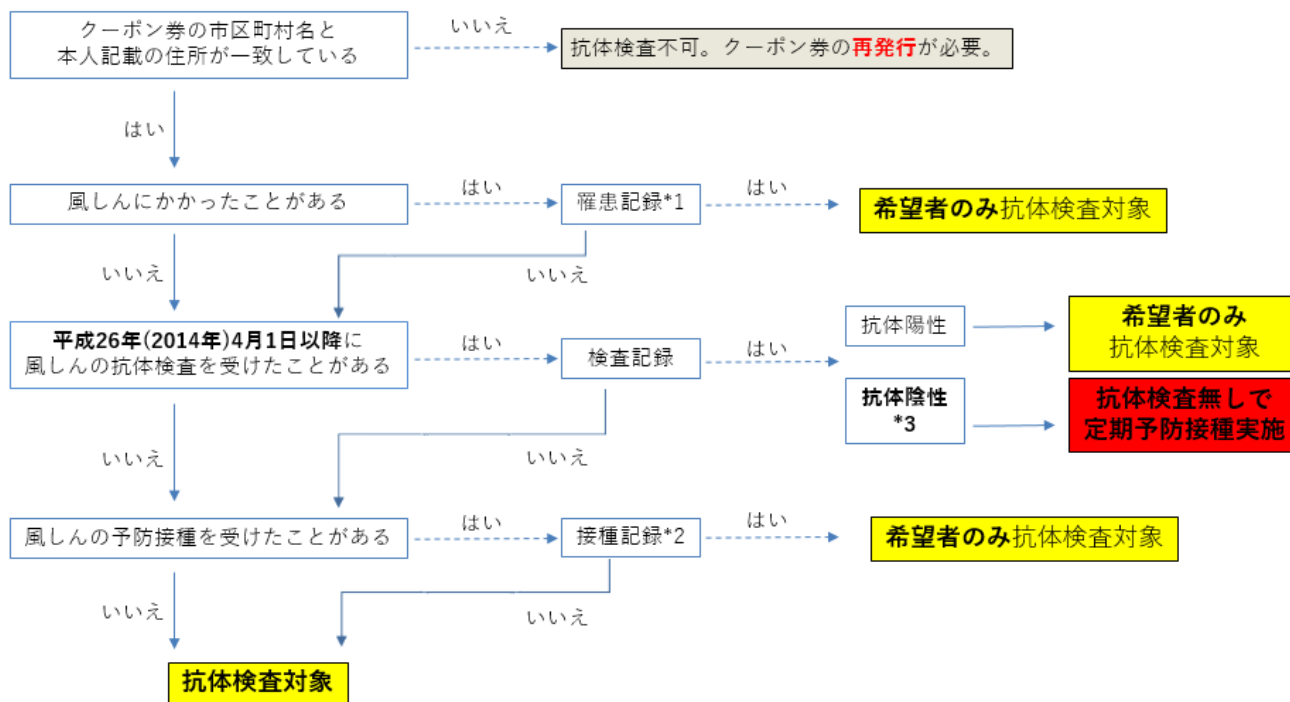 クーポン券の市区町村名と
本人記載の住所が一致している
いいえ
抗体検査不可。クーポン券の再発行が必要。
はい
風しんにかかったことがある
はい
罹患記録*1
はい
希望者のみ抗体検査対象
いいえ
いいえ
平成26年(2014年)4月1日以降に
風しんの抗体検査を受けたことがある
はい
検査記録
はい
抗体陽性
希望者のみ
抗体検査対象
抗体陰性
*3
抗体検査無しで
定期予防接種実施
いいえ
いいえ
風しんの予防接種を受けたことがある
はい
接種記録*2
はい
希望者のみ抗体検査対象
いいえ
いいえ
抗体検査対象